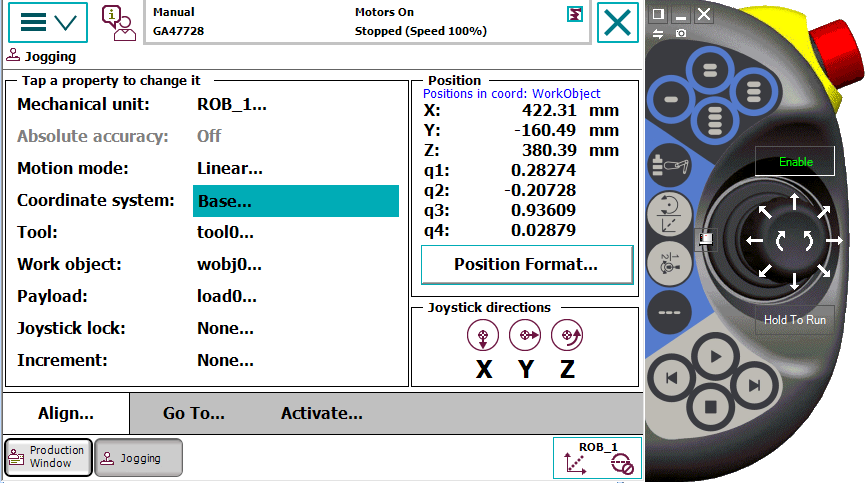 Manual
GA47728
Motors On
Stopped (Speed 100%)
Jogging
Tap a property to change it
Mechanical unit: ROB_1...
Absolute accuracy: Off
Motion mode: Linear...
Coordinate system: Base...
Tool: tool0...
Work object: wobj0...
Payload: load0...
Joystick lock: None...
Increment: None...
Position
Positions in coord: WorkObject
X: 422.31 mm
Y: -160.49 mm
Z: 380.39 mm
q1: 0.28274
q2: -0.20728
q3: 0.93609
q4: 0.02879
Position Format...
Joystick directions
X Y Z
Align... Go To... Activate...
Production
Window
Jogging
ROB_1
Enable
Hold To Run